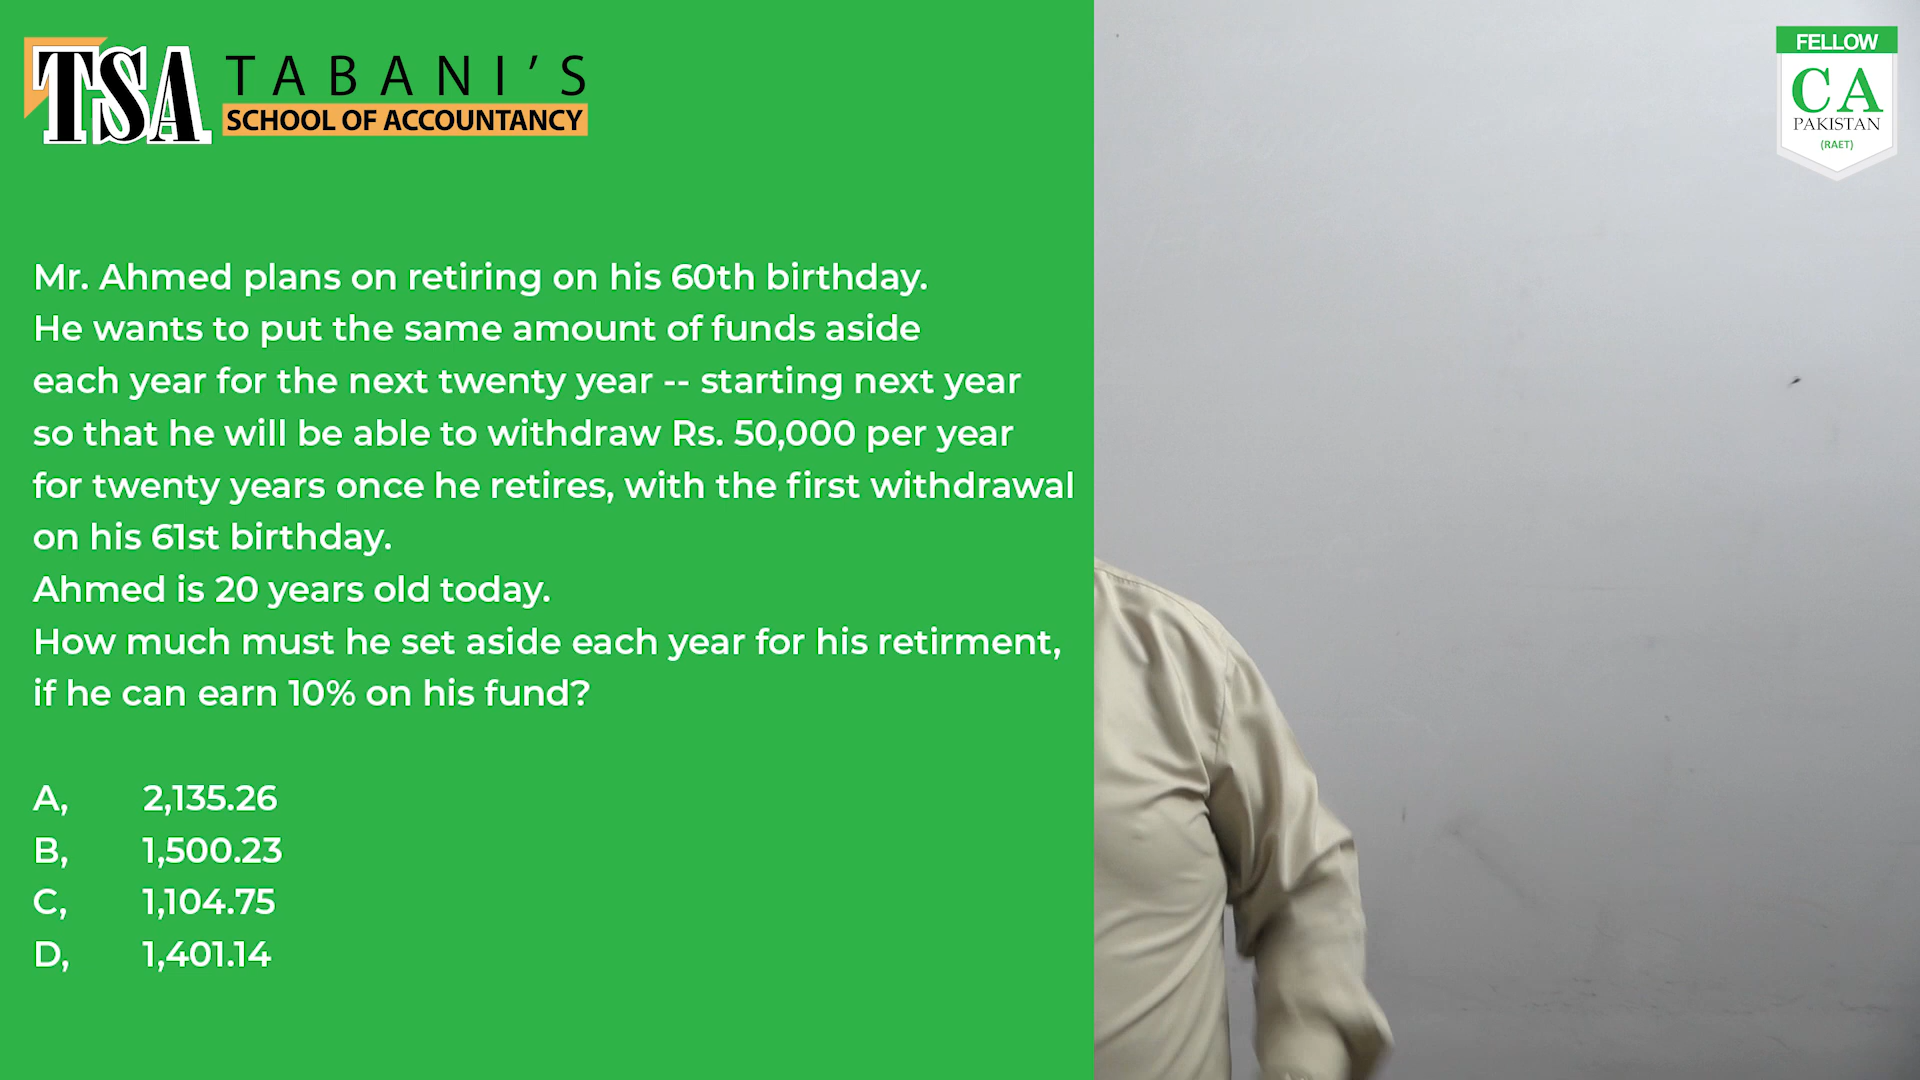 TSA TABANI'S
SCHOOL OF ACCOUNTANCY
FELLOW
CA
PAKISTAN
(RAET)
Mr. Ahmed plans on retiring on his 60th birthday.
He wants to put the same amount of funds aside
each year for the next twenty year -- starting next year
so that he will be able to withdraw Rs. 50,000 per year
for twenty years once he retires, with the first withdrawal
on his 61st birthday.
Ahmed is 20 years old today.
How much must he set aside each year for his retirment,
if he can earn 10% on his fund?
A, 2,135.26
B, 1,500.23
C, 1,104.75
D, 1,401.14